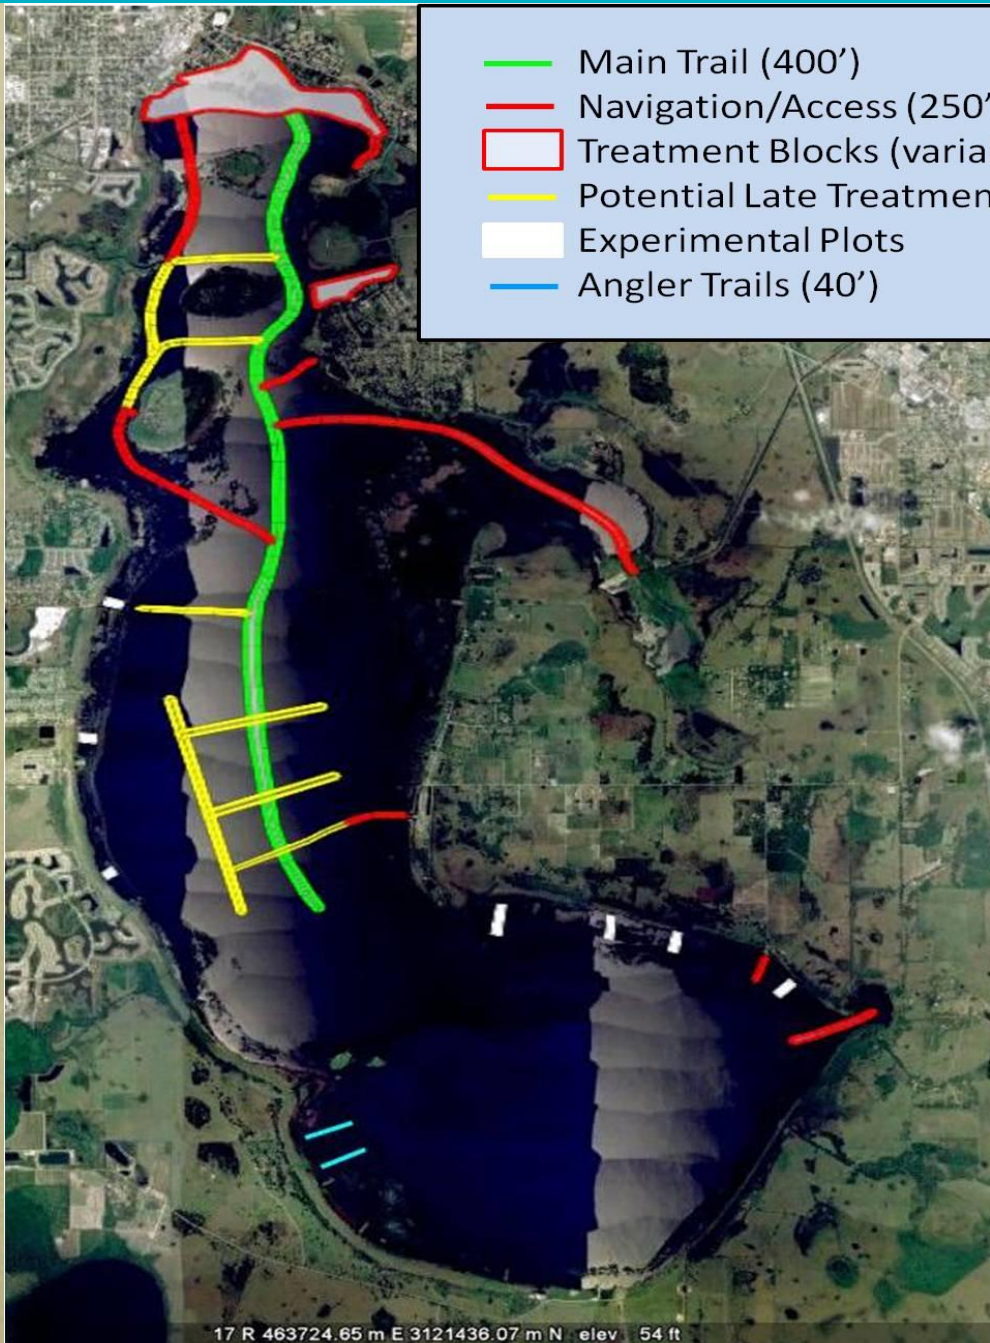 Main Trail (400’)
Navigation/Access (250’
Treatment Blocks (varia
Potential Late Treatmen
Experimental Plots
Angler Trails (40’)
17 R 463724.65 m E 3121436.07 m N elev 54 ft